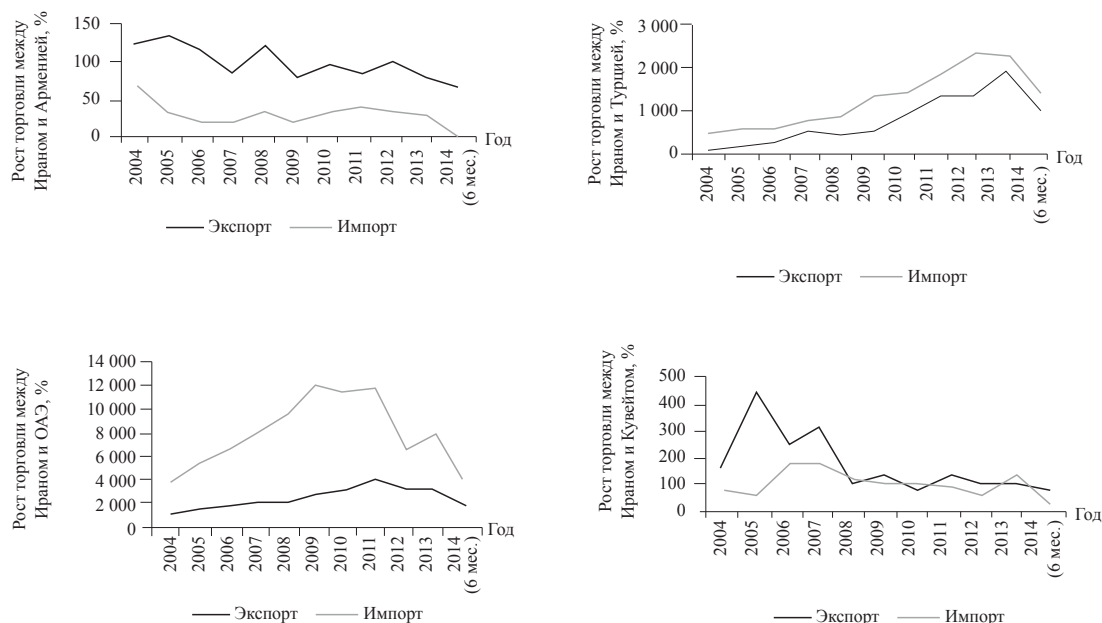 Рост торговли между
Ираном и Арменией, %
150
100
50
0
2004
2005
2006
2007
2008
2009
2010
2011
2012
2013
2014
(6 мес.)
Год
Экспорт
Импорт
Рост торговли между
Ираном и Турцией, %
3 000
2 000
1 000
0
2004
2005
2006
2007
2008
2009
2010
2011
2012
2013
2014
(6 мес.)
Год
Экспорт
Импорт
Рост торговли между
Ираном и ОАЭ, %
14 000
12 000
10 000
8 000
6 000
4 000
2 000
0
2004
2005
2006
2007
2008
2009
2010
2011
2012
2013
2014
(6 мес.)
Год
Экспорт
Импорт
Рост торговли между
Ираном и Кувейтом, %
500
400
300
200
100
0
2004
2005
2006
2007
2008
2009
2010
2011
2012
2013
2014
(6 мес.)
Год
Экспорт
Импорт